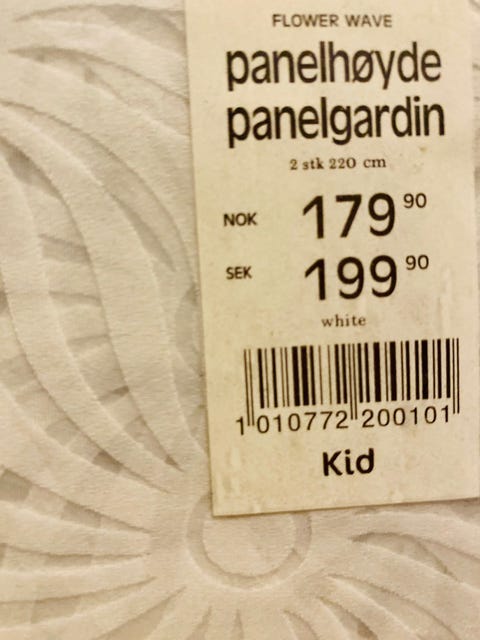 FLOWER WAVE
panelhøyde
panelgardin
2 stk 220 cm
NOK 179 90
SEK 199 90
white
1 010772 200101
Kid